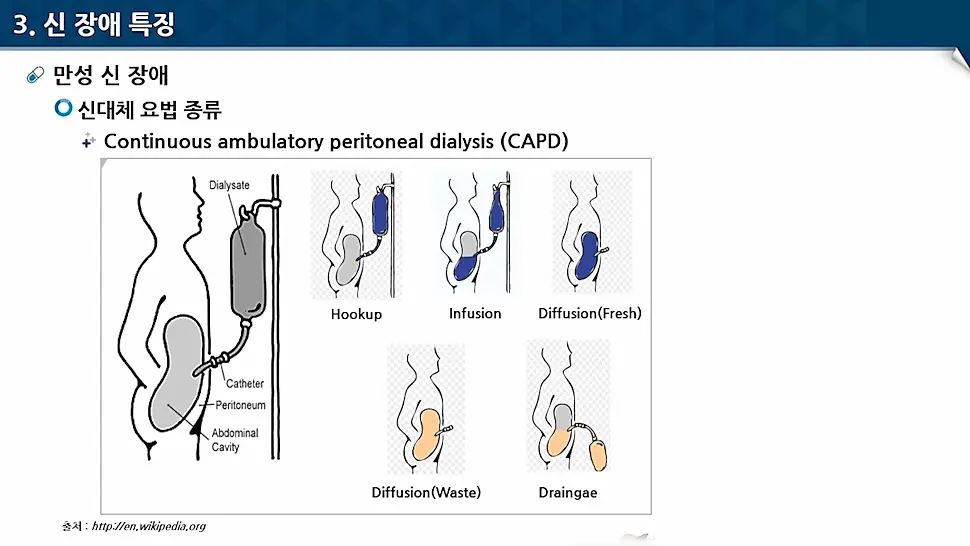 3. 신 장애 특징
만성 신 장애
신대체 요법 종류
Continuous ambulatory peritoneal dialysis (CAPD)
Dialysate
Catheter
Peritoneum
Abdominal
Cavity
Hookup
Infusion
Diffusion(Fresh)
Diffusion(Waste)
Draingae
출처 : http://en.wikipedia.org